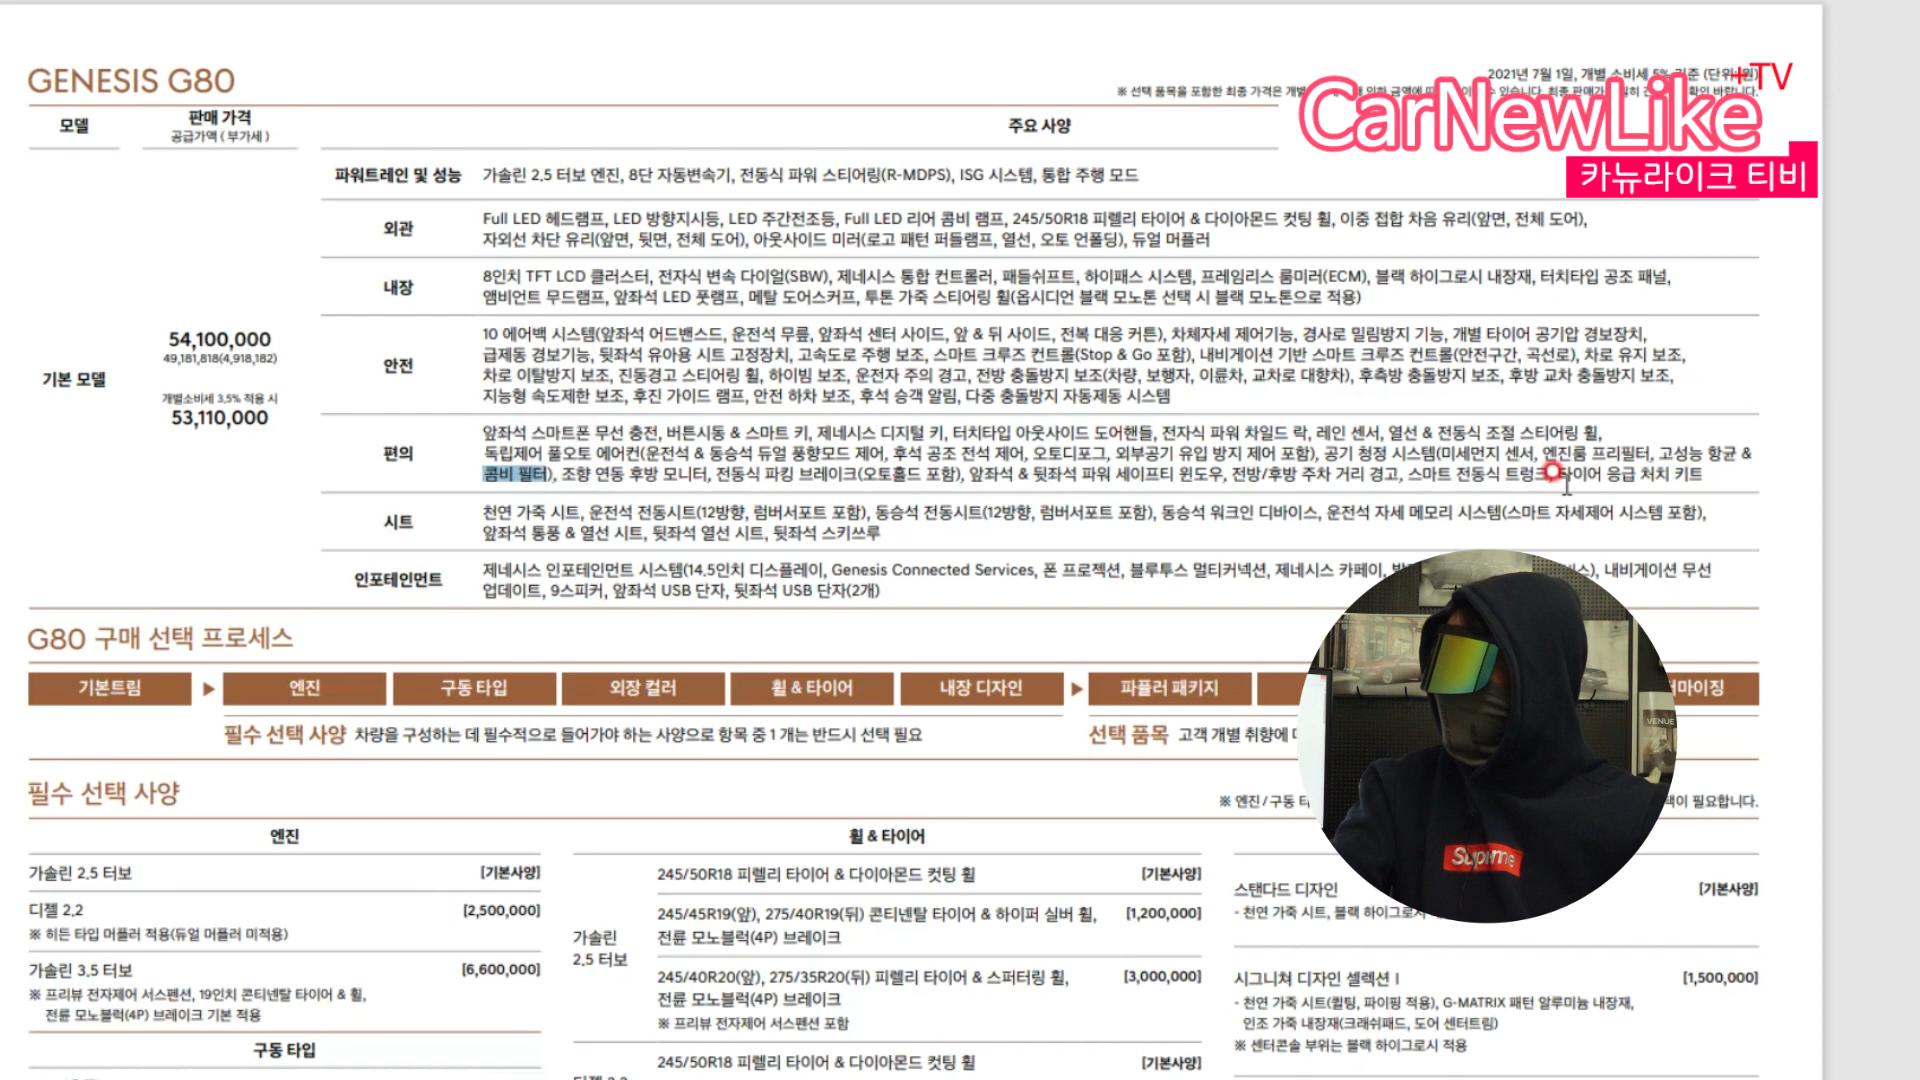 GENESIS G80
2021년 7월 1일, 개별 소비세 5% 기준 (단위:원)
※ 선택 품목을 포함한 최종 가격은 개별
+TV
CarNewLike
카뉴라이크 티비
모델
판매 가격
공급가액 ( 부가세 )
주요 사양
기본 모델
54,100,000
49,181,818(4,918,182)
개별소비세 3.5% 적용 시
53,110,000
파워트레인 및 성능
가솔린 2.5 터보 엔진, 8단 자동변속기, 전동식 파워 스티어링(R-MDPS), ISG 시스템, 통합 주행 모드
외관
Full LED 헤드램프, LED 방향지시등, LED 주간전조등, Full LED 리어 콤비 램프, 245/50R18 피렐리 타이어 & 다이아몬드 컷팅 휠, 이중 접합 차음 유리(앞면, 전체 도어),
자외선 차단 유리(앞면, 뒷면, 전체 도어), 아웃사이드 미러(로고 패턴 퍼들램프, 열선, 오토 언폴딩), 듀얼 머플러
내장
8인치 TFT LCD 클러스터, 전자식 변속 다이얼(SBW), 제네시스 통합 컨트롤러, 패들쉬프트, 하이패스 시스템, 프레임리스 룸미러(ECM), 블랙 하이그로시 내장재, 터치타입 공조 패널,
앰비언트 무드램프, 앞좌석 LED 풋램프, 메탈 도어스커프, 투톤 가죽 스티어링 휠(옵시디언 블랙 모노톤 선택 시 블랙 모노톤으로 적용)
안전
10 에어백 시스템(앞좌석 어드밴스드, 운전석 무릎, 앞좌석 센터 사이드, 앞 & 뒤 사이드, 전복 대응 커튼), 차체자세 제어기능, 경사로 밀림방지 기능, 개별 타이어 공기압 경보장치,
급제동 경보기능, 뒷좌석 유아용 시트 고정장치, 고속도로 주행 보조, 스마트 크루즈 컨트롤(Stop & Go 포함), 내비게이션 기반 스마트 크루즈 컨트롤(안전구간, 곡선로), 차로 유지 보조,
차로 이탈방지 보조, 진동경고 스티어링 휠, 하이빔 보조, 운전자 주의 경고, 전방 충돌방지 보조(차량, 보행자, 이륜차, 교차로 대향차), 후측방 충돌방지 보조, 후방 교차 충돌방지 보조,
지능형 속도제한 보조, 후진 가이드 램프, 안전 하차 보조, 후석 승객 알림, 다중 충돌방지 자동제동 시스템
편의
앞좌석 스마트폰 무선 충전, 버튼시동 & 스마트 키, 제네시스 디지털 키, 터치타입 아웃사이드 도어핸들, 전자식 파워 차일드 락, 레인 센서, 열선 & 전동식 조절 스티어링 휠,
독립제어 풀오토 에어컨(운전석 & 동승석 듀얼 풍향모드 제어, 후석 공조 전석 제어, 오토디포그, 외부공기 유입 방지 제어 포함), 공기 청정 시스템(미세먼지 센서, 엔진룸 프리필터, 고성능 항균 &
콤비 필터), 조향 연동 후방 모니터, 전동식 파킹 브레이크(오토홀드 포함), 앞좌석 & 뒷좌석 파워 세이프티 윈도우, 전방/후방 주차 거리 경고, 스마트 전동식 트렁크, 타이어 응급 처치 키트
시트
천연 가죽 시트, 운전석 전동시트(12방향, 럼버서포트 포함), 동승석 전동시트(12방향, 럼버서포트 포함), 동승석 워크인 디바이스, 운전석 자세 메모리 시스템(스마트 자세제어 시스템 포함),
앞좌석 통풍 & 열선 시트, 뒷좌석 열선 시트, 뒷좌석 스키쓰루
인포테인먼트
제네시스 인포테인먼트 시스템(14.5인치 디스플레이, Genesis Connected Services, 폰 프로젝션, 블루투스 멀티커넥션, 제네시스 카페이, 내비게이션 무선
업데이트, 9스피커, 앞좌석 USB 단자, 뒷좌석 USB 단자(2개)
G80 구매 선택 프로세스
기본트림 ▶ 엔진 구동 타입 외장 컬러 휠 & 타이어 내장 디자인 ▶ 파퓰러 패키지 마이징
필수 선택 사양 차량을 구성하는 데 필수적으로 들어가야 하는 사양으로 항목 중 1 개는 반드시 선택 필요
선택 품목 고객 개별 취향에
VENUE
Supreme
필수 선택 사양
※ 엔진 / 구동 타 택이 필요합니다.
엔진
가솔린 2.5 터보 [기본사양]
디젤 2.2 [2,500,000]
※ 히든 타입 머플러 적용(듀얼 머플러 미적용)
가솔린 3.5 터보 [6,600,000]
※ 프리뷰 전자제어 서스펜션, 19인치 콘티넨탈 타이어 & 휠,
전륜 모노블럭(4P) 브레이크 기본 적용
구동 타입
휠 & 타이어
가솔린
2.5 터보
245/50R18 피렐리 타이어 & 다이아몬드 컷팅 휠 [기본사양]
245/45R19(앞), 275/40R19(뒤) 콘티넨탈 타이어 & 하이퍼 실버 휠, [1,200,000]
전륜 모노블럭(4P) 브레이크
245/40R20(앞), 275/35R20(뒤) 피렐리 타이어 & 스퍼터링 휠, [3,000,000]
전륜 모노블럭(4P) 브레이크
※ 프리뷰 전자제어 서스펜션 포함
245/50R18 피렐리 타이어 & 다이아몬드 컷팅 휠 [기본사양]
스탠다드 디자인 [기본사양]
- 천연 가죽 시트, 블랙 하이그로시
시그니쳐 디자인 셀렉션 I [1,500,000]
- 천연 가죽 시트(퀼팅, 파이핑 적용), G-MATRIX 패턴 알루미늄 내장재,
인조 가죽 내장재(크래쉬패드, 도어 센터트림)
※ 센터콘솔 부위는 블랙 하이그로시 적용